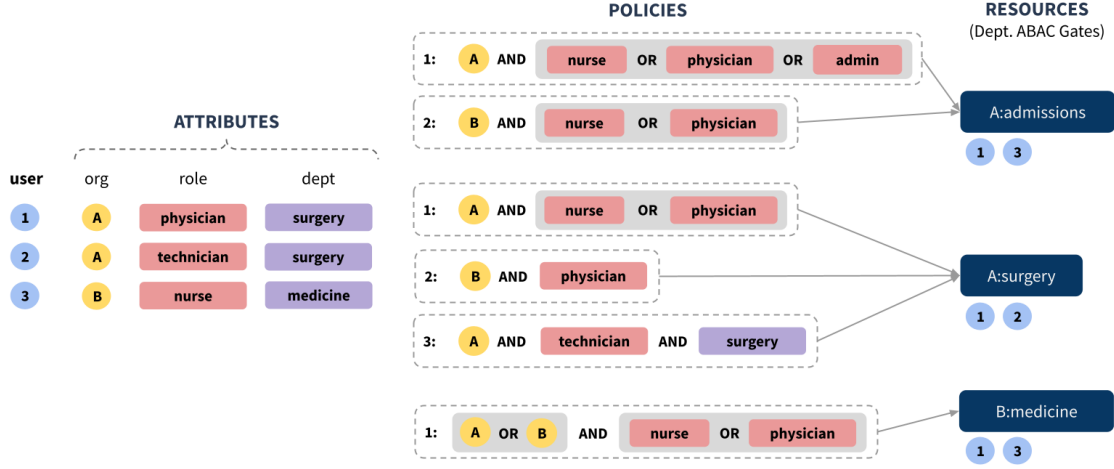 POLICIES
RESOURCES
(Dept. ABAC Gates)
1: A AND nurse OR physician OR admin
2: B AND nurse OR physician
A:admissions
1 3
ATTRIBUTES
user org role dept
1 A physician surgery
2 A technician surgery
3 B nurse medicine
1: A AND nurse OR physician
2: B AND physician
3: A AND technician AND surgery
A:surgery
1 2
1: A OR B AND nurse OR physician
B:medicine
1 3